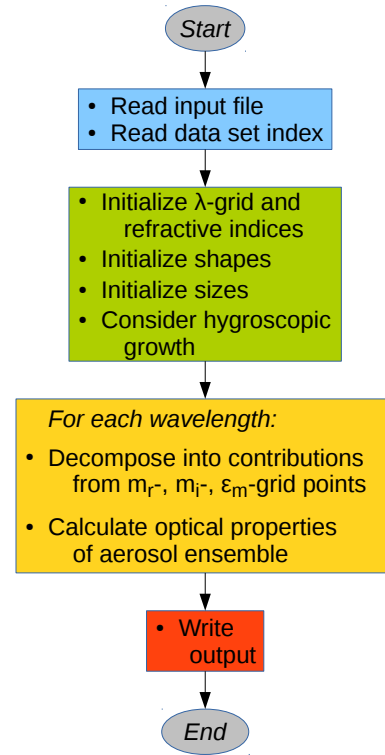 Start
• Read input file
• Read data set index
• Initialize λ-grid and
refractive indices
• Initialize shapes
• Initialize sizes
• Consider hygroscopic
growth
For each wavelength:
• Decompose into contributions
from mr-, mi-, εm-grid points
• Calculate optical properties
of aerosol ensemble
• Write
output
End